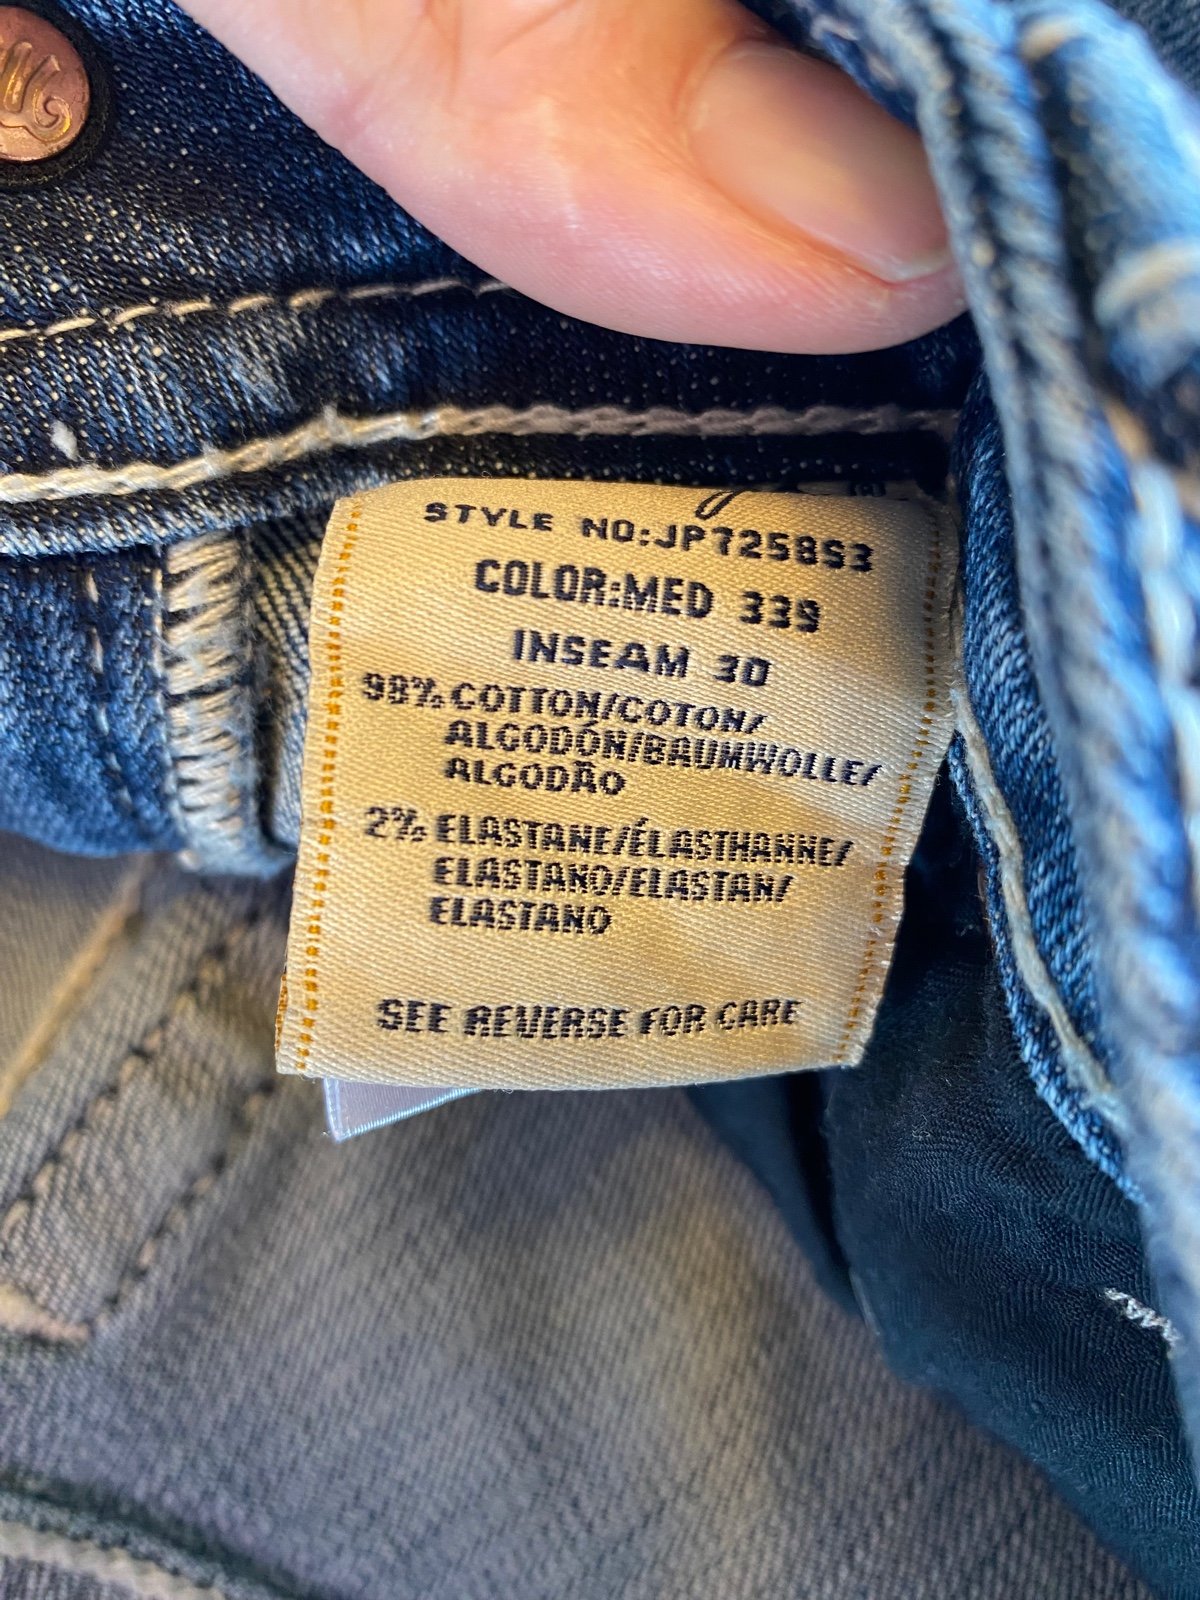 STYLE NO:JP7258S3
COLOR:MED 339
INSEAM 30
98% COTTON/COTON/
ALGODÓN/BAUMWOLLE/
ALGODÃO
2% ELASTANE/ÉLASTHANNE/
ELASTANO/ELASTAN/
ELASTANO
SEE REVERSE FOR CARE